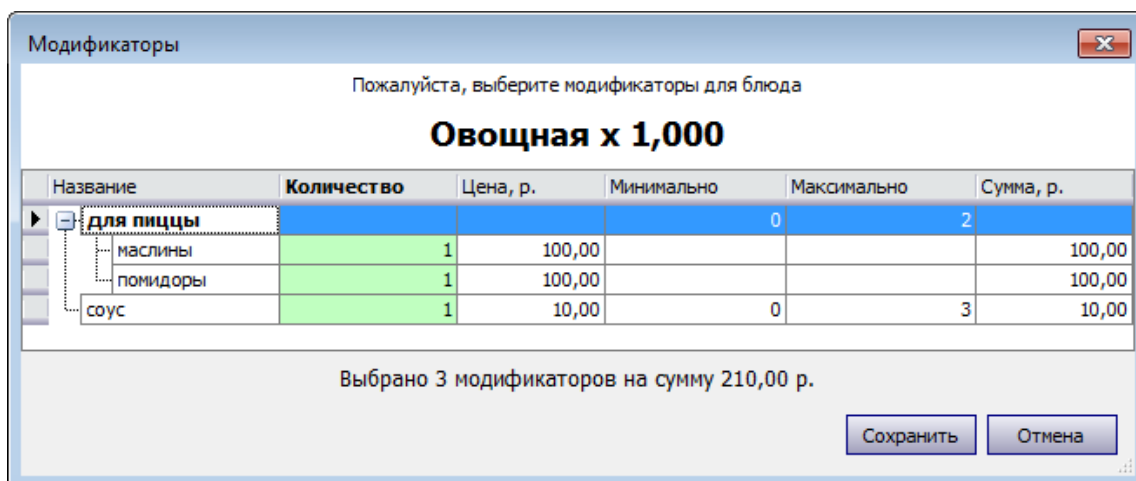 Модификаторы
Пожалуйста, выберите модификаторы для блюда
Овощная x 1,000
Название Количество Цена, р. Минимально Максимально Сумма, р.
для пиццы 0 2
маслины 1 100,00 100,00
помидоры 1 100,00 100,00
соус 1 10,00 0 3 10,00
Выбрано 3 модификаторов на сумму 210,00 р.
Сохранить Отмена